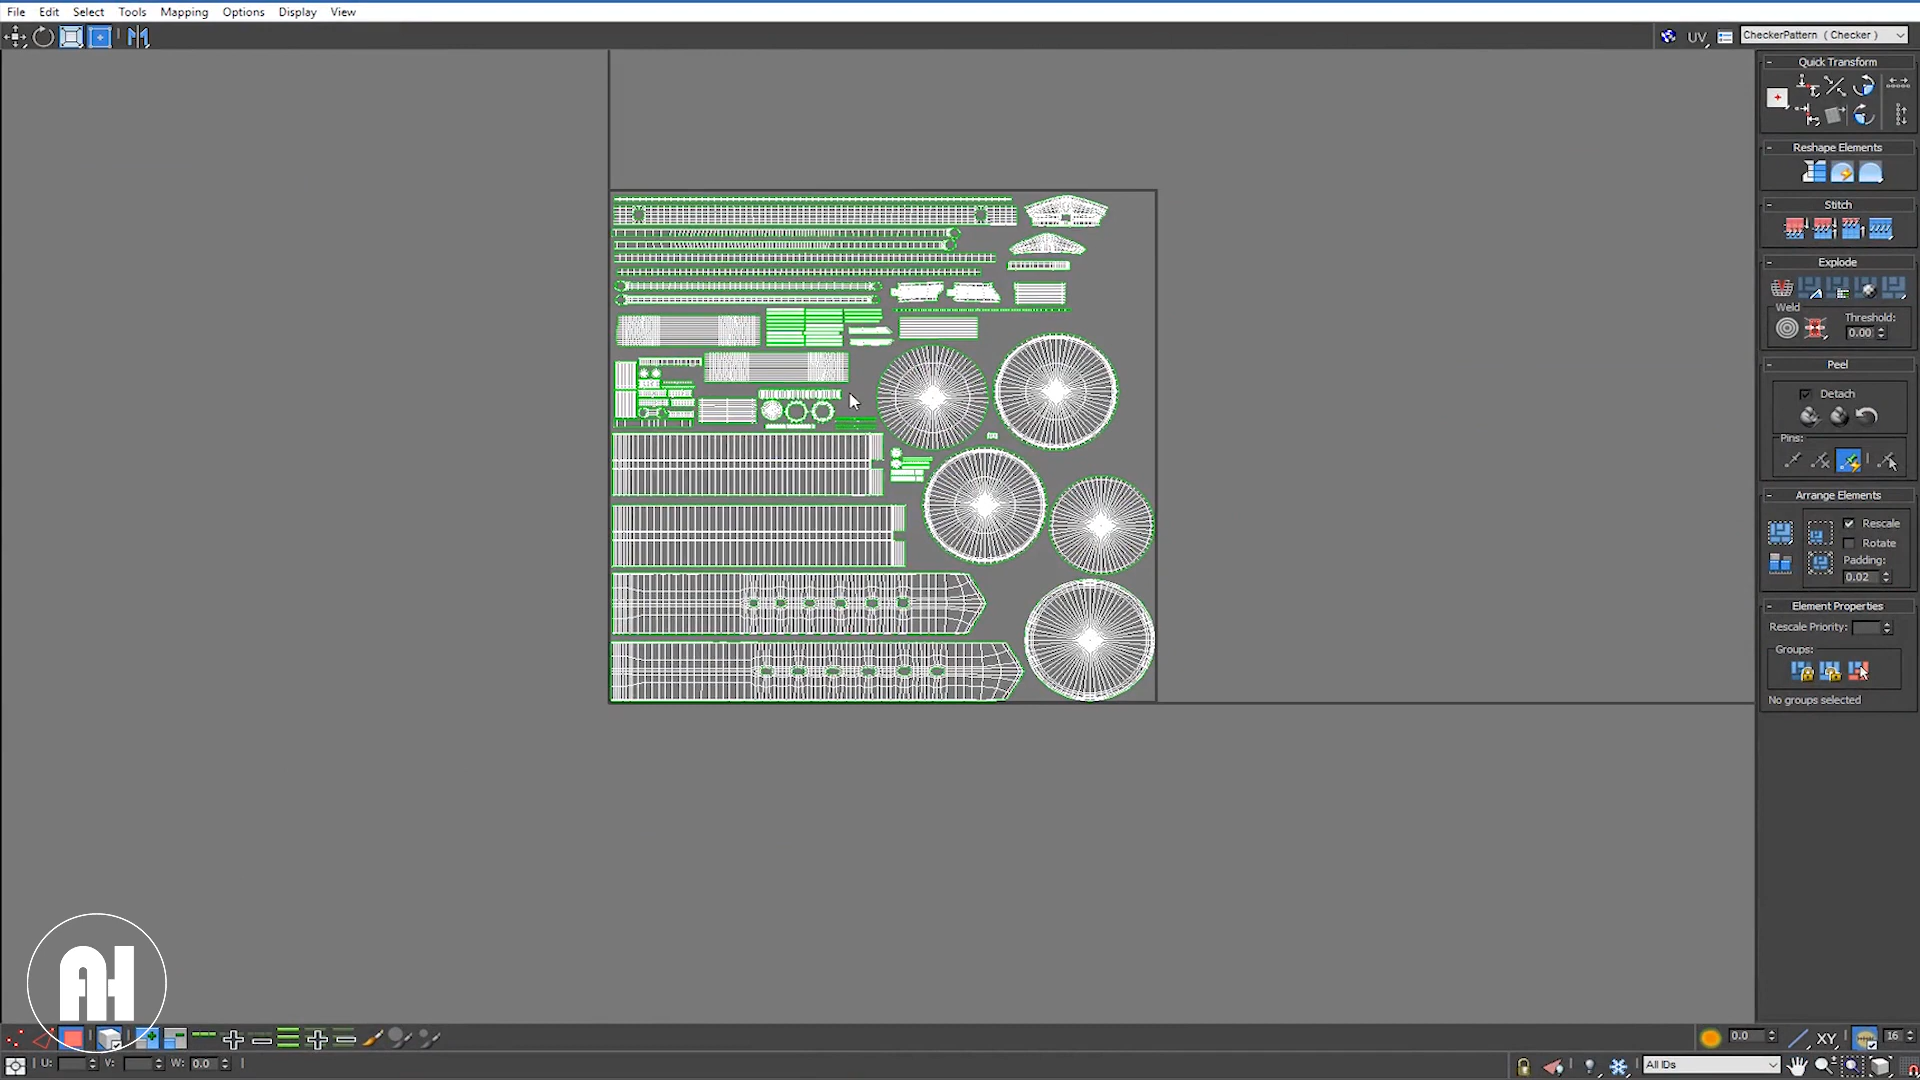 File Edit Select Tools Mapping Options Display View
UV CheckerPattern ( Checker )
Quick Transform
Reshape Elements
Stitch
Explode
Weld
Threshold:
0.00
Peel
Detach
Pins:
Arrange Elements
Rescale
Rotate
Padding:
0.02
Element Properties
Rescale Priority:
Groups:
No groups selected
AH
0.0 XY 16
U: V: W: 0.0 All IDs